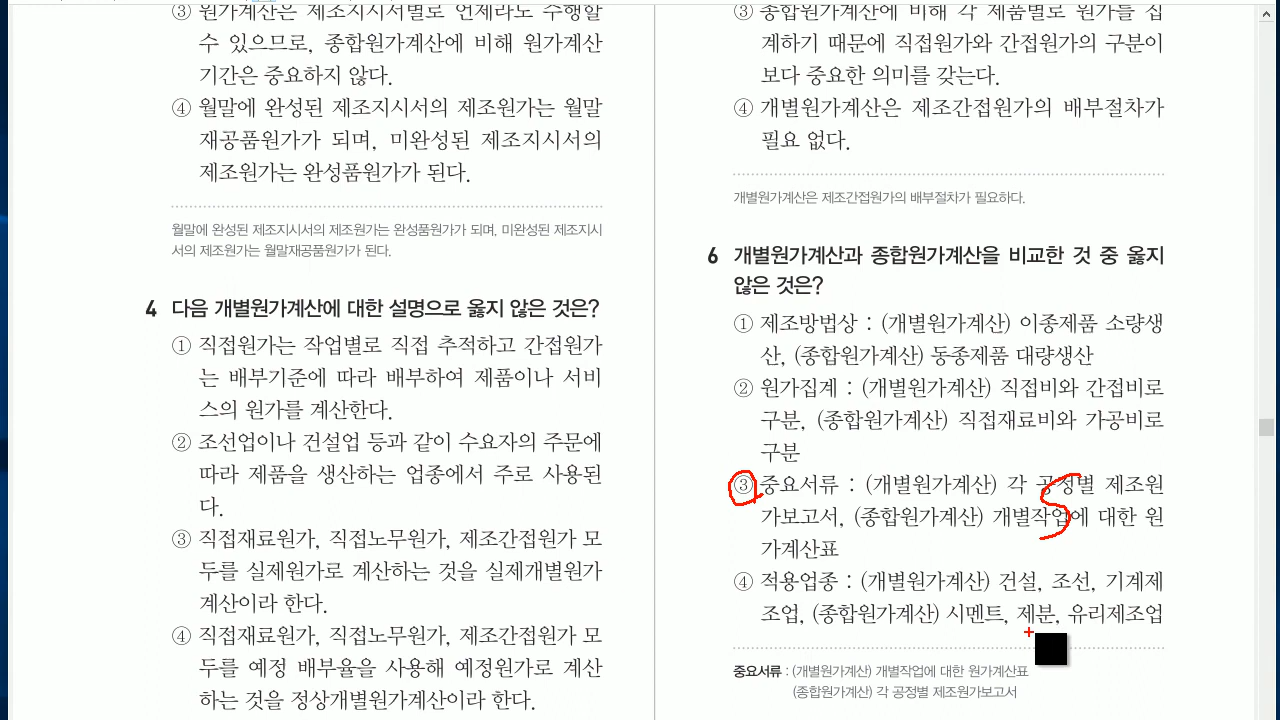 ③ 원가계산은 제조지시서별로 언제라도 수행할
수 있으므로, 종합원가계산에 비해 원가계산
기간은 중요하지 않다.
④ 월말에 완성된 제조지시서의 제조원가는 월말
재공품원가가 되며, 미완성된 제조지시서의
제조원가는 완성품원가가 된다.
월말에 완성된 제조지시서의 제조원가는 완성품원가가 되며, 미완성된 제조지시
서의 제조원가는 월말재공품원가가 된다.
4 다음 개별원가계산에 대한 설명으로 옳지 않은 것은?
① 직접원가는 작업별로 직접 추적하고 간접원가
는 배부기준에 따라 배부하여 제품이나 서비
스의 원가를 계산한다.
② 조선업이나 건설업 등과 같이 수요자의 주문에
따라 제품을 생산하는 업종에서 주로 사용된
다.
③ 직접재료원가, 직접노무원가, 제조간접원가 모
두를 실제원가로 계산하는 것을 실제개별원가
계산이라 한다.
④ 직접재료원가, 직접노무원가, 제조간접원가 모
두를 예정 배부율을 사용해 예정원가로 계산
하는 것을 정상개별원가계산이라 한다.
③ 종합원가계산에 비해 각 제품별로 원가를 집
계하기 때문에 직접원가와 간접원가의 구분이
보다 중요한 의미를 갖는다.
④ 개별원가계산은 제조간접원가의 배부절차가
필요 없다.
개별원가계산은 제조간접원가의 배부절차가 필요하다.
6 개별원가계산과 종합원가계산을 비교한 것 중 옳지
않은 것은?
① 제조방법상 : (개별원가계산) 이종제품 소량생
산, (종합원가계산) 동종제품 대량생산
② 원가집계 : (개별원가계산) 직접비와 간접비로
구분, (종합원가계산) 직접재료비와 가공비로
구분
③ 중요서류 : (개별원가계산) 각 공정별 제조원
가보고서, (종합원가계산) 개별작업에 대한 원
가계산표
④ 적용업종 : (개별원가계산) 건설, 조선, 기계제
조업, (종합원가계산) 시멘트, 제분, 유리제조업
중요서류 : (개별원가계산) 개별작업에 대한 원가계산표
(종합원가계산) 각 공정별 제조원가보고서